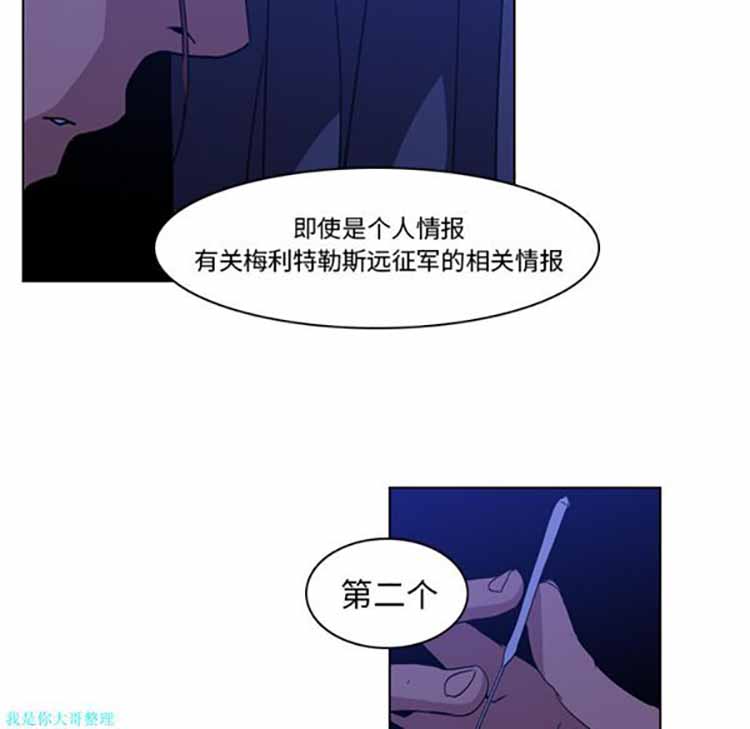 即使是个人情报
有关梅利特勒斯远征军的相关情报
第二个
我是你大哥整理